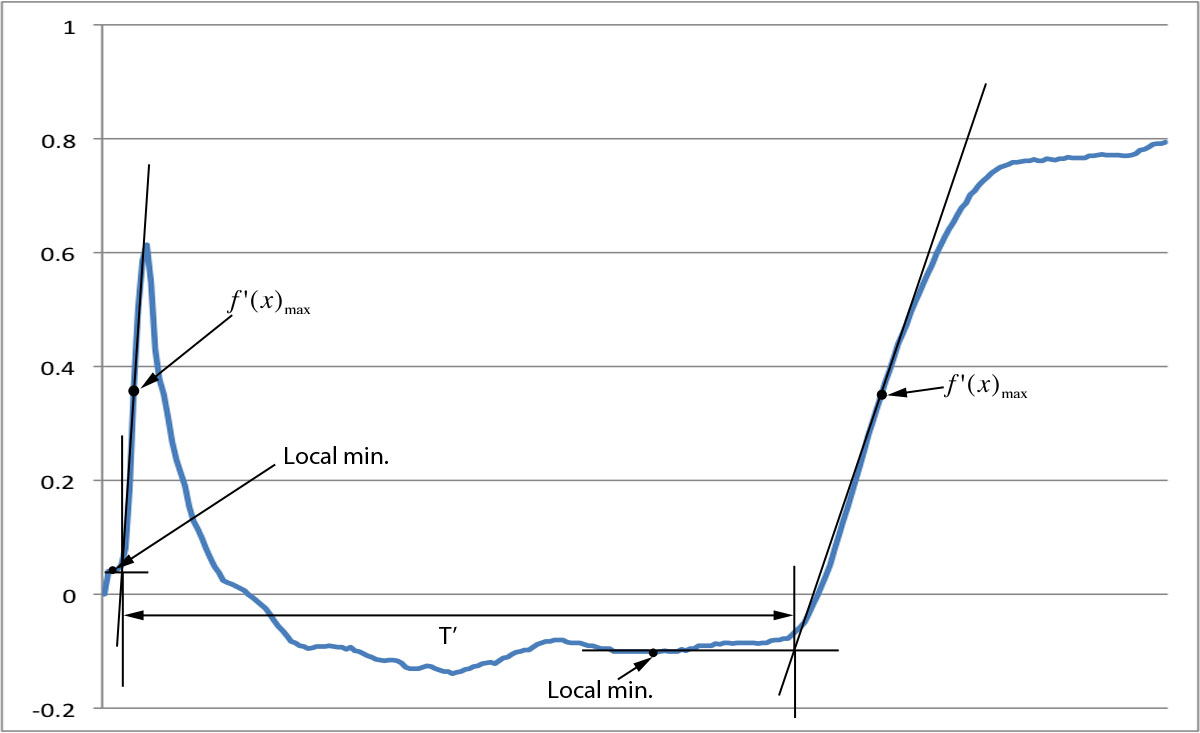 1
0.8
0.6
f'(x)max
0.4
f'(x)max
Local min.
0.2
0
T′
Local min.
-0.2